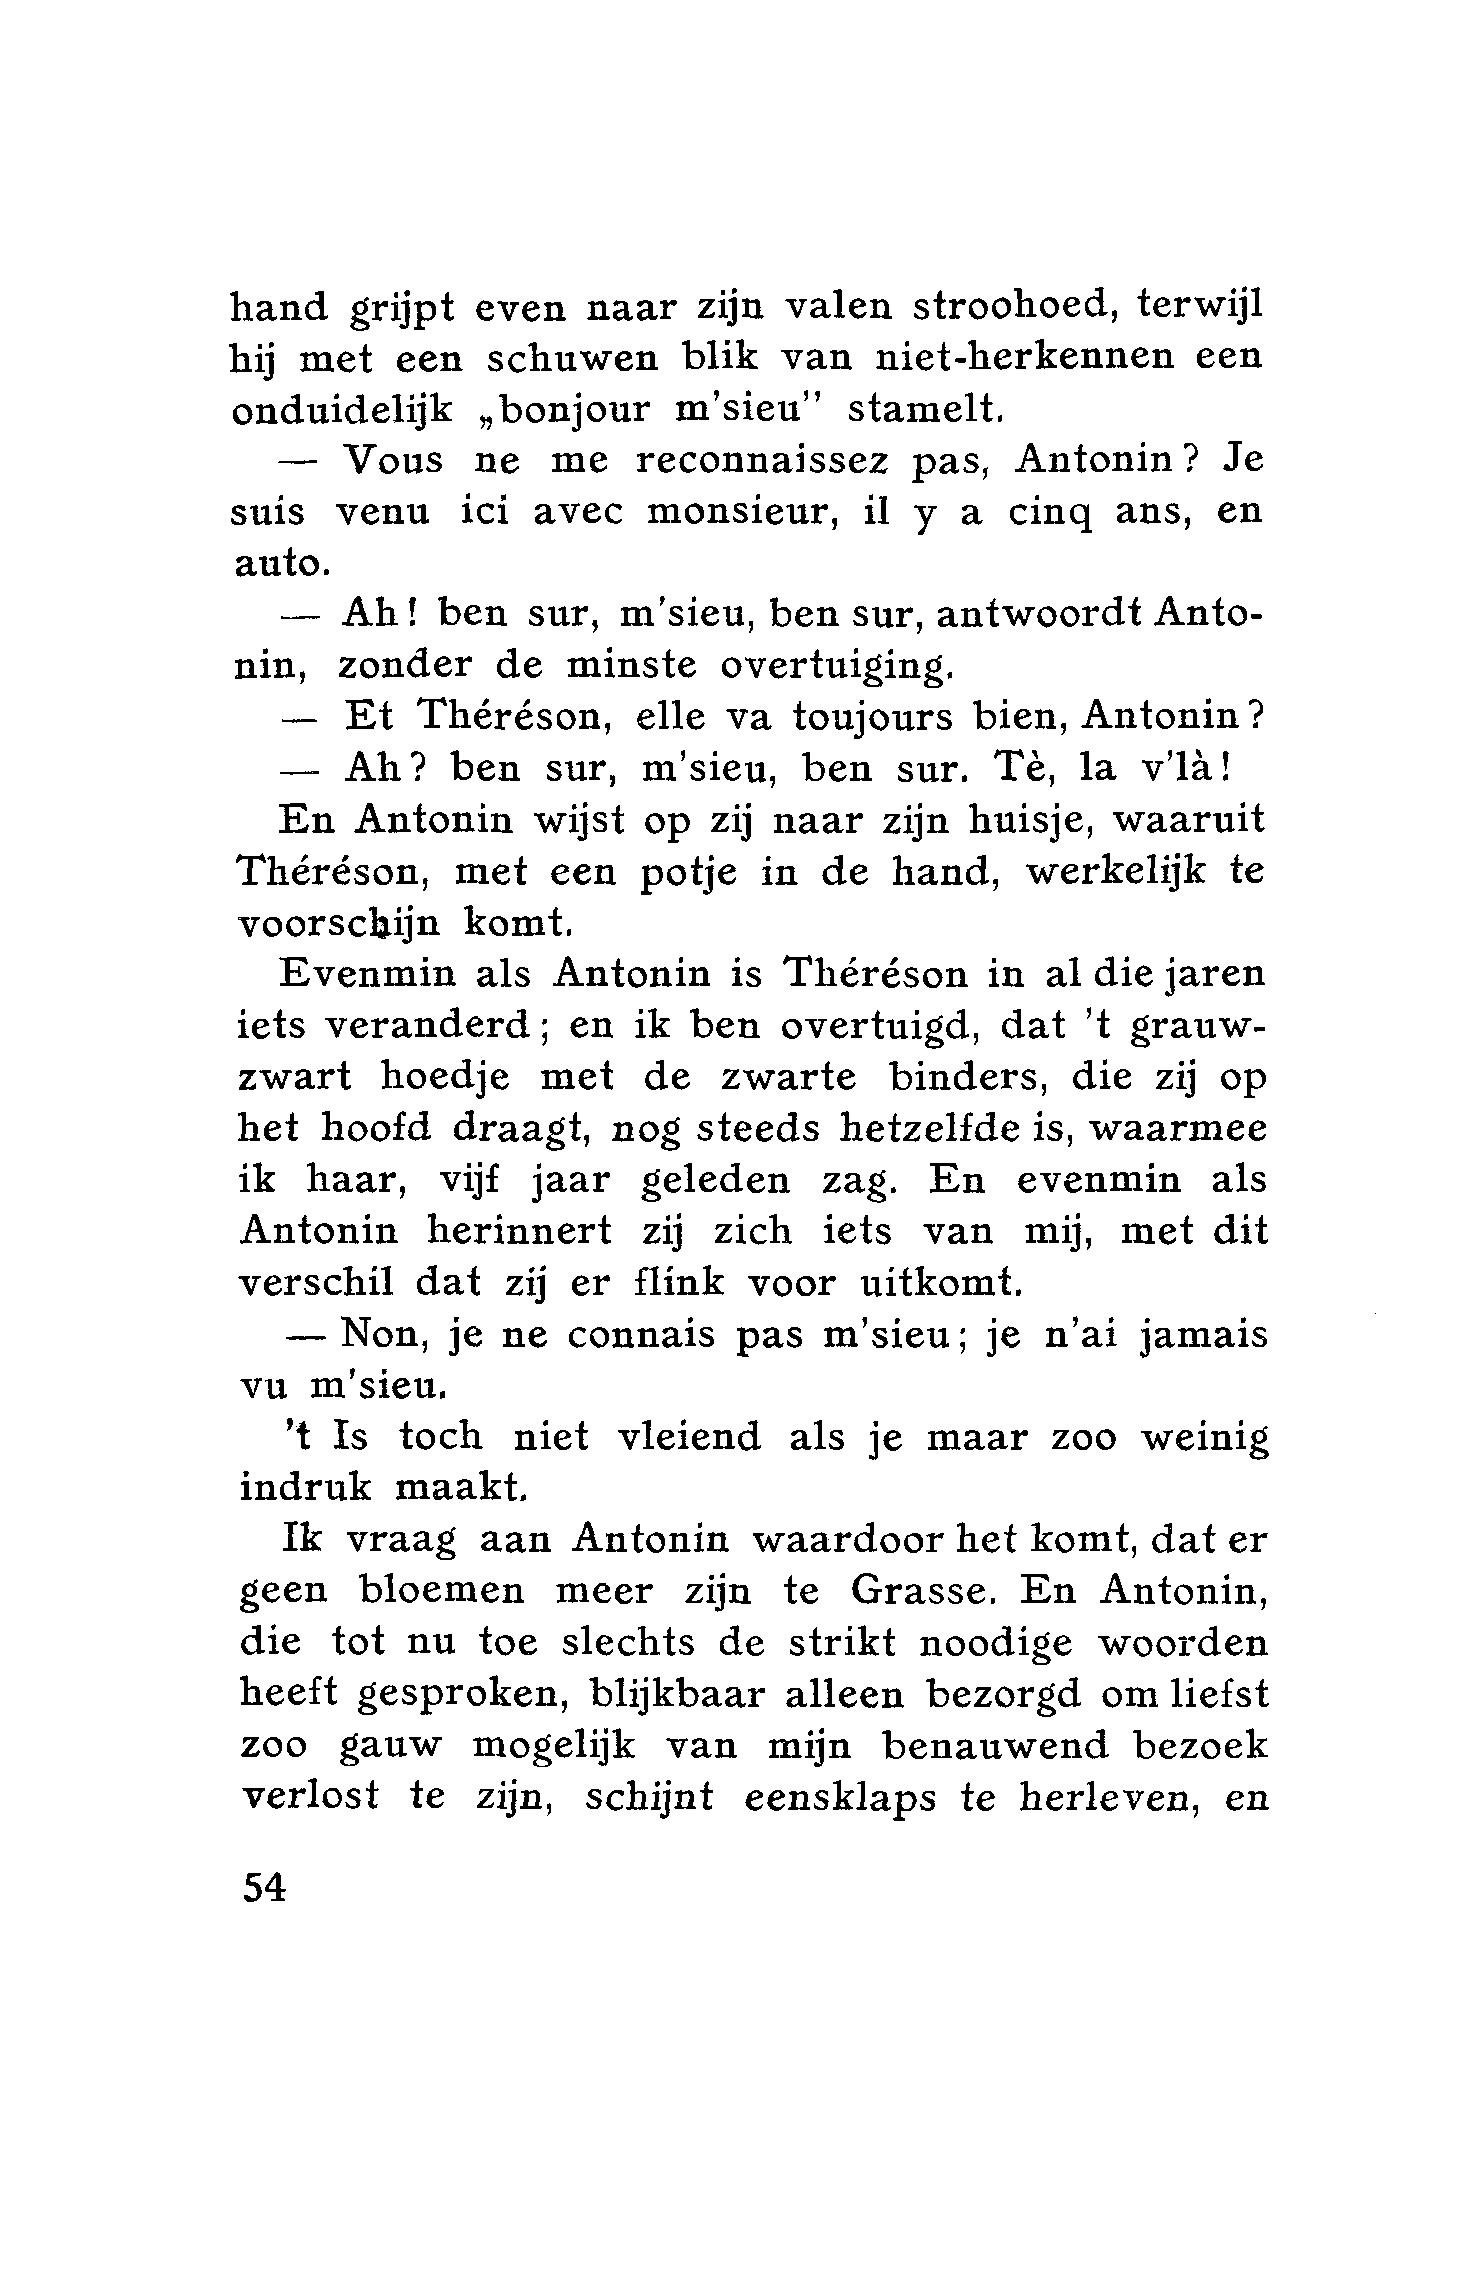 hand grijpt even naar zijn valen stroohoed, terwijl
hij met een schuwen blik van niet-herkennen een
onduidelijk „bonjour m'sieu” stamelt.
— Vous ne me reconnaissez pas, Antonin? Je
suis venu ici avec monsieur, il y a cinq ans, en
auto.
— Ah! ben sur, m'sieu, ben sur, antwoordt Anto-
nin, zonder de minste overtuiging.
— Et Théréson, elle va toujours bien, Antonin?
— Ah? ben sur, m'sieu, ben sur. Tè, la v'là!
En Antonin wijst op zij naar zijn huisje, waaruit
Théréson, met een potje in de hand, werkelijk te
voorschijn komt.
Evenmin als Antonin is Théréson in al die jaren
iets veranderd; en ik ben overtuigd, dat 't grauw-
zwart hoedje met de zwarte binders, die zij op
het hoofd draagt, nog steeds hetzelfde is, waarmee
ik haar, vijf jaar geleden zag. En evenmin als
Antonin herinnert zij zich iets van mij, met dit
verschil dat zij er flink voor uitkomt.
— Non, je ne connais pas m'sieu; je n'ai jamais
vu m'sieu.
't Is toch niet vleiend als je maar zoo weinig
indruk maakt.
Ik vraag aan Antonin waardoor het komt, dat er
geen bloemen meer zijn te Grasse. En Antonin,
die tot nu toe slechts de strikt noodige woorden
heeft gesproken, blijkbaar alleen bezorgd om liefst
zoo gauw mogelijk van mijn benauwend bezoek
verlost te zijn, schijnt eensklaps te herleven, en
54